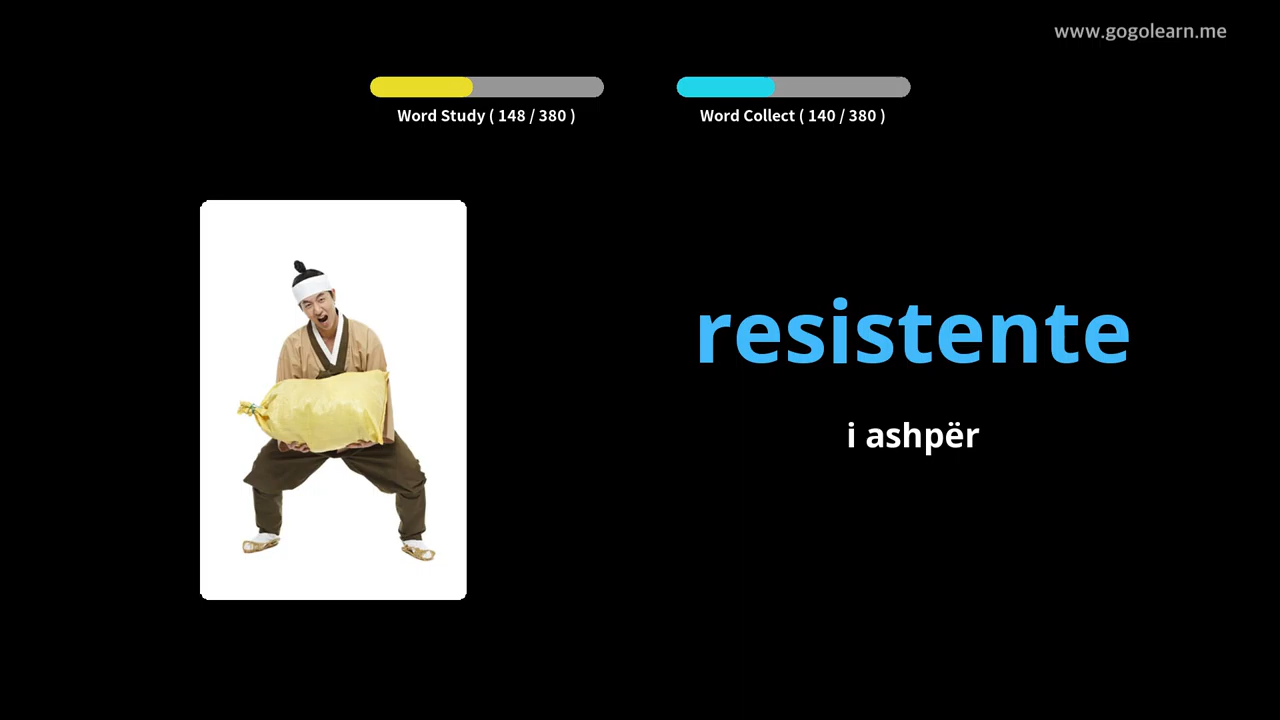 www.gogolearn.me
Word Study ( 148 / 380 )
Word Collect ( 140 / 380 )
resistente
i ashpër